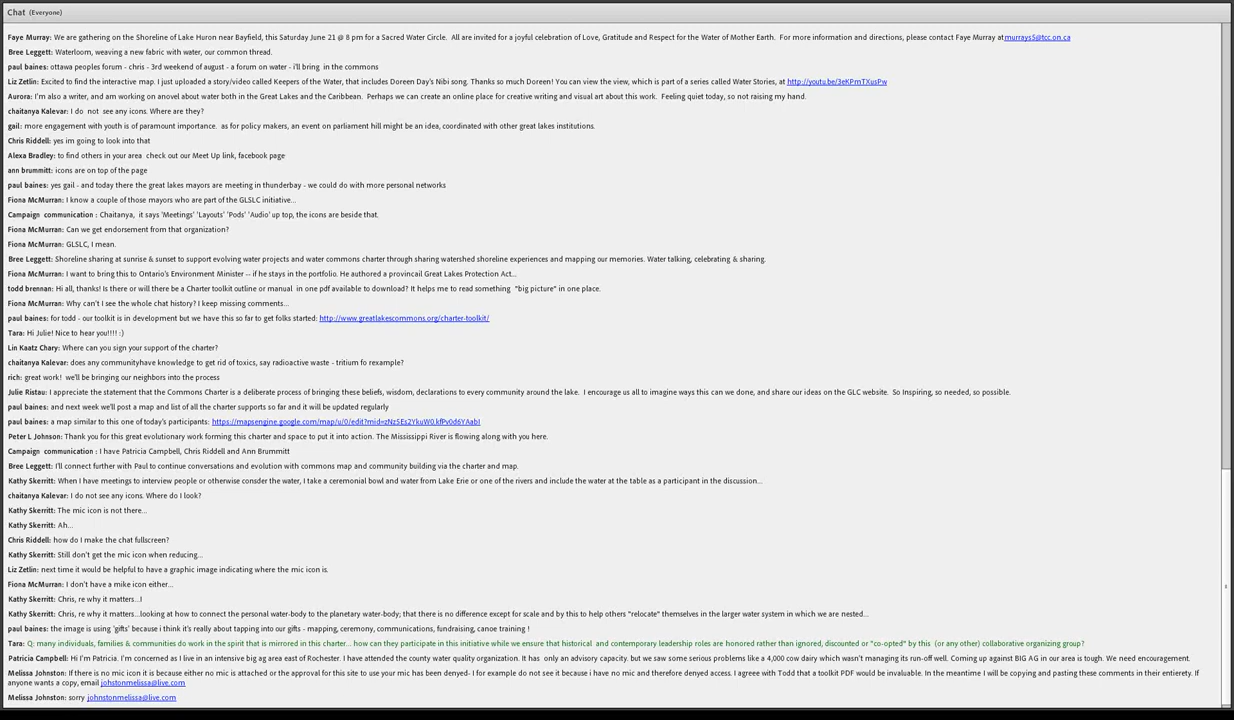 Chat (Everyone)
Faye Murray: We are gathering on the Shoreline of Lake Huron near Bayfield, this Saturday June 21 @ 8 pm for a Sacred Water Circle. All are invited for a joyful celebration of Love, Gratitude and Respect for the Water of Mother Earth. For more information and directions, please contact Faye Murray at murrays5@tcc.on.ca
Bree Leggett: Waterloom, weaving a new fabric with water, our common thread.
paul baines: ottawa peoples forum - chris - 3rd weekend of august - a forum on water - i'll bring in the commons
Liz Zetlin: Excited to find the interactive map. I just uploaded a story/video called Keepers of the Water, that includes Doreen Day's Nibi song. Thanks so much Doreen! You can view the view, which is part of a series called Water Stories, at http://youtu.be/3eKPmTXusPw
Aurora: I'm also a writer, and am working on anovel about water both in the Great Lakes and the Caribbean. Perhaps we can create an online place for creative writing and visual art about this work. Feeling quiet today, so not raising my hand.
chaitanya Kalevar: I do not see any icons. Where are they?
gail: more engagement with youth is of paramount importance. as for policy makers, an event on parliament hill might be an idea, coordinated with other great lakes institutions.
Chris Riddell: yes im going to look into that
Alexa Bradley: to find others in your area check out our Meet Up link, facebook page
ann brummitt: icons are on top of the page
paul baines: yes gail - and today there the great lakes mayors are meeting in thunderbay - we could do with more personal networks
Fiona McMurran: I know a couple of those mayors who are part of the GLSLC initiative...
Campaign communication : Chaitanya, it says 'Meetings' 'Layouts' 'Pods' 'Audio' up top, the icons are beside that.
Fiona McMurran: Can we get endorsement from that organization?
Fiona McMurran: GLSLC, I mean.
Bree Leggett: Shoreline sharing at sunrise & sunset to support evolving water projects and water commons charter through sharing watershed shoreline experiences and mapping our memories. Water talking, celebrating & sharing.
Fiona McMurran: I want to bring this to Ontario's Environment Minister -- if he stays in the portfolio. He authored a provincail Great Lakes Protection Act...
todd brennan: Hi all, thanks! Is there or will there be a Charter toolkit outline or manual in one pdf available to download? It helps me to read something "big picture" in one place.
Fiona McMurran: Why can't I see the whole chat history? I keep missing comments...
paul baines: for todd - our toolkit is in development but we have this so far to get folks started: http://www.greatlakescommons.org/charter-toolkit/
Tara: Hi Julie! Nice to hear you!!!! :)
Lin Kaatz Chary: Where can you sign your support of the charter?
chaitanya Kalevar: does any communityhave knowledge to get rid of toxics, say radioactive waste - tritium fo rexample?
rich: great work! we'll be bringing our neighbors into the process
Julie Ristau: I appreciate the statement that the Commons Charter is a deliberate process of bringing these beliefs, wisdom, declarations to every community around the lake. I encourage us all to imagine ways this can we done, and share our ideas on the GLC website. So Inspiring, so needed, so possible.
paul baines: and next week we'll post a map and list of all the charter supports so far and it will be updated regularly
paul baines: a map similar to this one of today's participants: https://mapsengine.google.com/map/u/0/edit?mid=zNz5Es2YkuW0.kfPv0d6YAabI
Peter L Johnson: Thank you for this great evolutionary work forming this charter and space to put it into action. The Mississippi River is flowing along with you here.
Campaign communication : I have Patricia Campbell, Chris Riddell and Ann Brummitt
Bree Leggett: I'll connect further with Paul to continue conversations and evolution with commons map and community building via the charter and map.
Kathy Skerritt: When I have meetings to interview people or otherwise consder the water, I take a ceremonial bowl and water from Lake Erie or one of the rivers and include the water at the table as a participant in the discussion...
chaitanya Kalevar: I do not see any icons. Where do I look?
Kathy Skerritt: The mic icon is not there...
Kathy Skerritt: Ah...
Chris Riddell: how do I make the chat fullscreen?
Kathy Skerritt: Still don't get the mic icon when reducing...
Liz Zetlin: next time it would be helpful to have a graphic image indicating where the mic icon is.
Fiona McMurran: I don't have a mike icon either...
Kathy Skerritt: Chris, re why it matters...I
Kathy Skerritt: Chris, re why it matters...looking at how to connect the personal water-body to the planetary water-body; that there is no difference except for scale and by this to help others "relocate" themselves in the larger water system in which we are nested...
paul baines: the image is using 'gifts' because i think it's really about tapping into our gifts - mapping, ceremony, communications, fundraising, canoe training !
Tara: Q: many individuals, families & communities do work in the spirit that is mirrored in this charter... how can they participate in this initiative while we ensure that historical and contemporary leadership roles are honored rather than ignored, discounted or "co-opted" by this (or any other) collaborative organizing group?
Patricia Campbell: Hi I'm Patricia. I'm concerned as I live in an intensive big ag area east of Rochester. I have attended the county water quality organization. It has only an advisory capacity. but we saw some serious problems like a 4,000 cow dairy which wasn't managing its run-off well. Coming up against BIG AG in our area is tough. We need encouragement.
Melissa Johnston: If there is no mic icon it is because either no mic is attached or the approval for this site to use your mic has been denied- I for example do not see it because i have no mic and therefore denied access. I agree with Todd that a toolkit PDF would be invaluable. In the meantime I will be copying and pasting these comments in their entierety. If
anyone wants a copy, email johnstonmelissa@live.com
Melissa Johnston: sorry johnstonmelissa@live.com